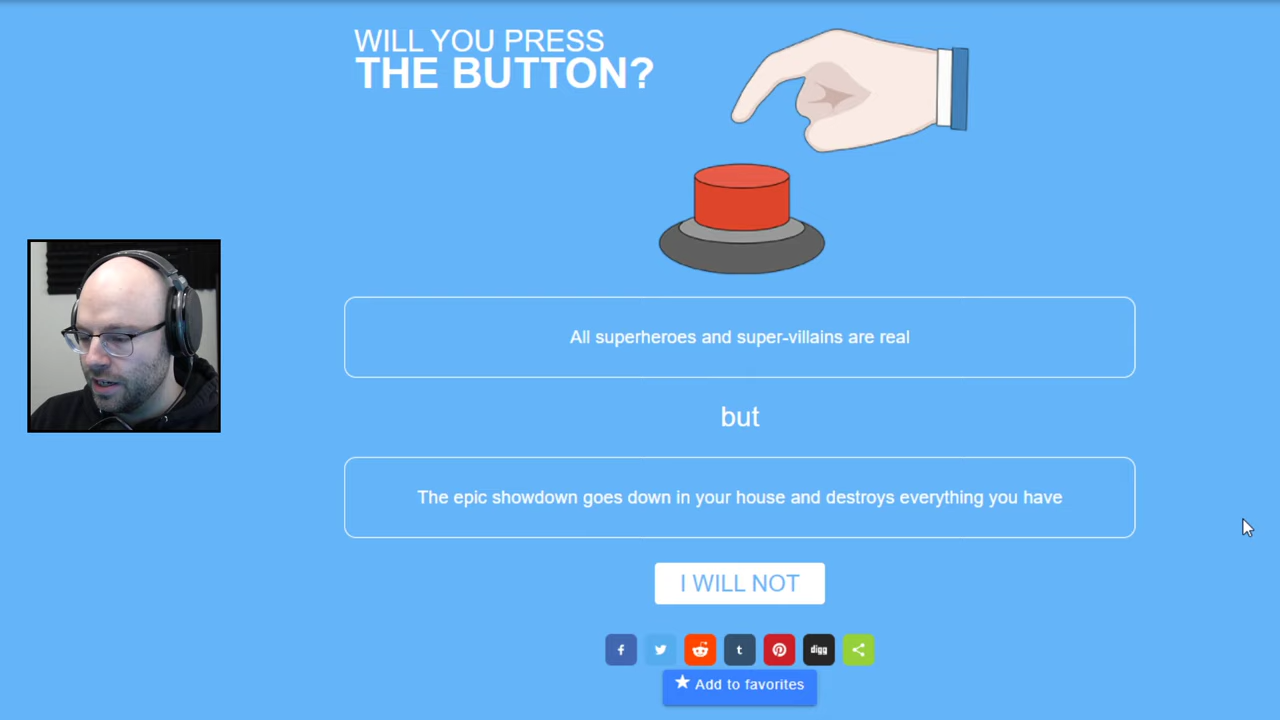 WILL YOU PRESS
THE BUTTON?
All superheroes and super-villains are real
but
The epic showdown goes down in your house and destroys everything you have
I WILL NOT
f
t
digg
Add to favorites